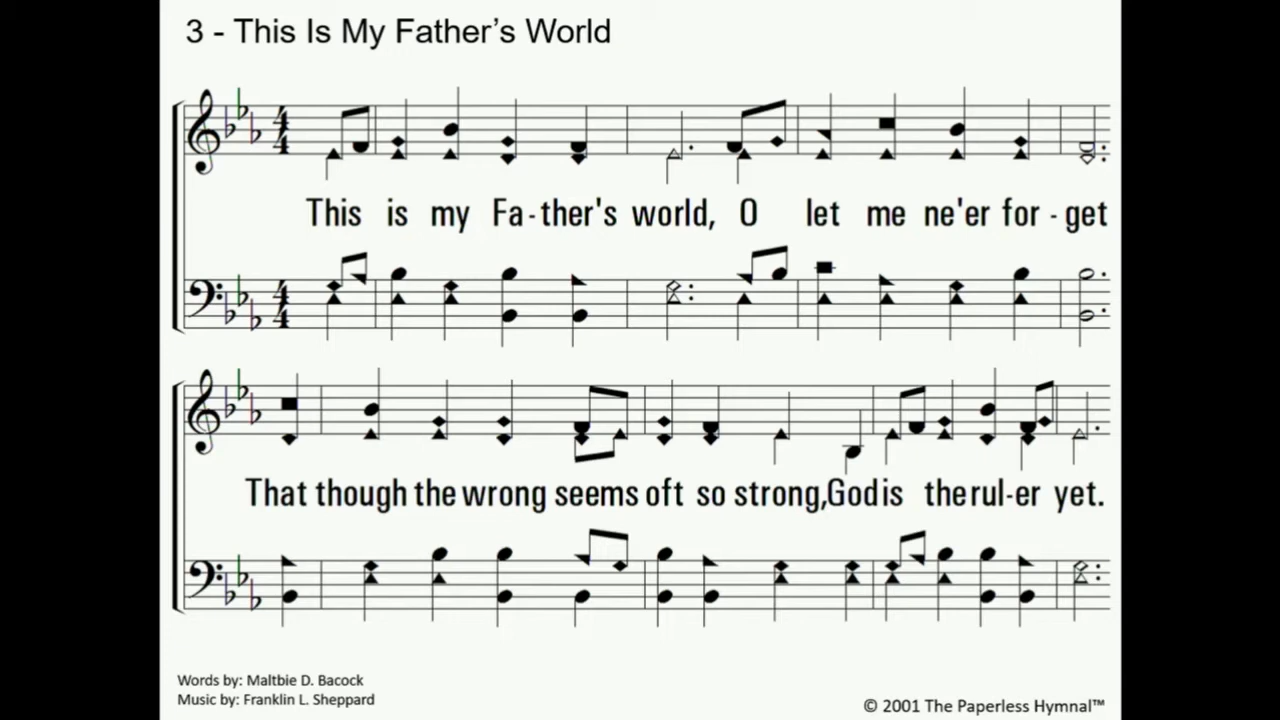 3 - This Is My Father’s World
This is my Fa - ther's world, O let me ne'er for - get
That though the wrong seems oft so strong, God is the rul - er yet.
Words by: Maltbie D. Bacock
Music by: Franklin L. Sheppard
© 2001 The Paperless Hymnal™